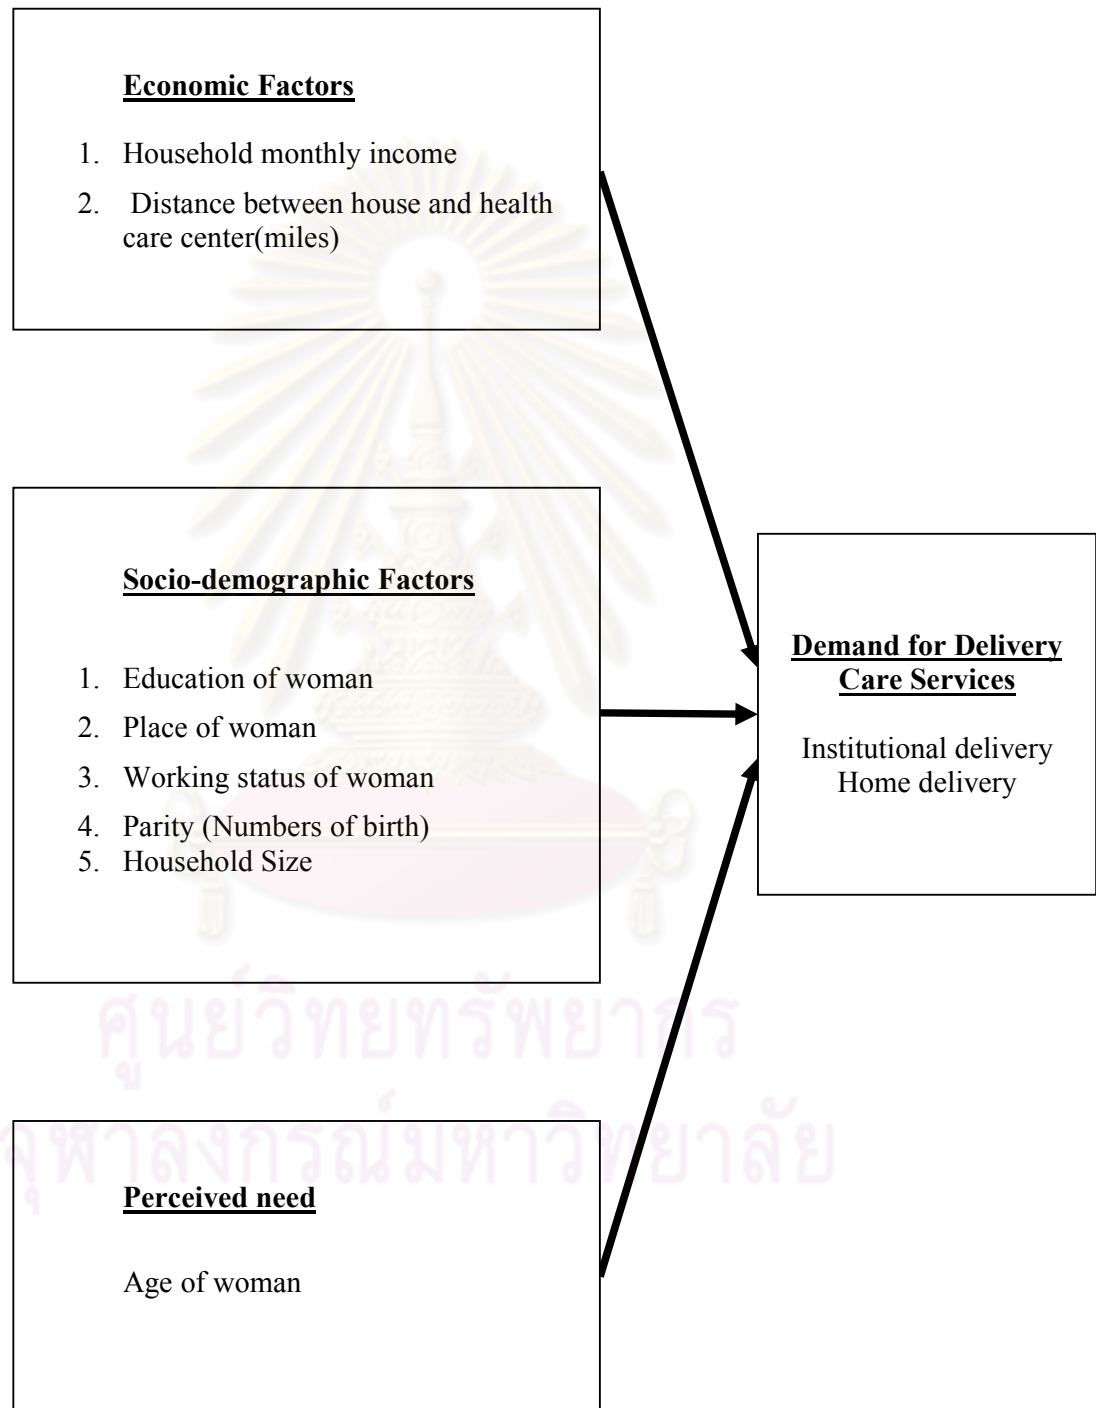 Economic Factors
1. Household monthly income
2. Distance between house and health
care center(miles)
Socio-demographic Factors
1. Education of woman
2. Place of woman
3. Working status of woman
4. Parity (Numbers of birth)
5. Household Size
Demand for Delivery
Care Services
Institutional delivery
Home delivery
ศูนย์วิทยทรัพยากร
จุฬาลงกรณ์มหาวิทยาลัย
Perceived need
Age of woman